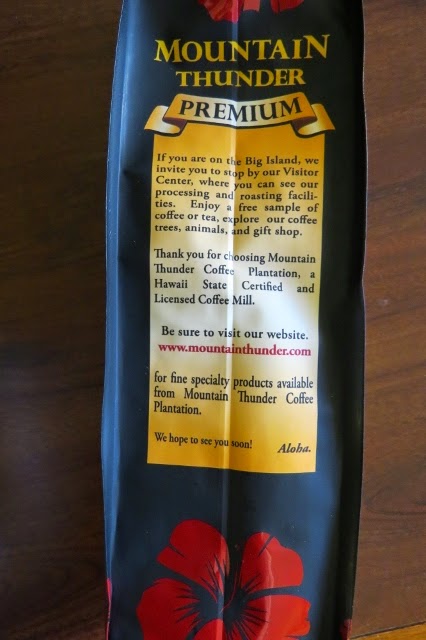 MOUNTAIN
THUNDER
PREMIUM
If you are on the Big Island, we
invite you to stop by our Visitor
Center, where you can see our
processing and roasting facili-
ties. Enjoy a free sample of
coffee or tea, explore our coffee
trees, animals, and gift shop.
Thank you for choosing Mountain
Thunder Coffee Plantation, a
Hawaii State Certified and
Licensed Coffee Mill.
Be sure to visit our website.
www.mountainthunder.com
for fine specialty products available
from Mountain Thunder Coffee
Plantation.
We hope to see you soon!
Aloha.